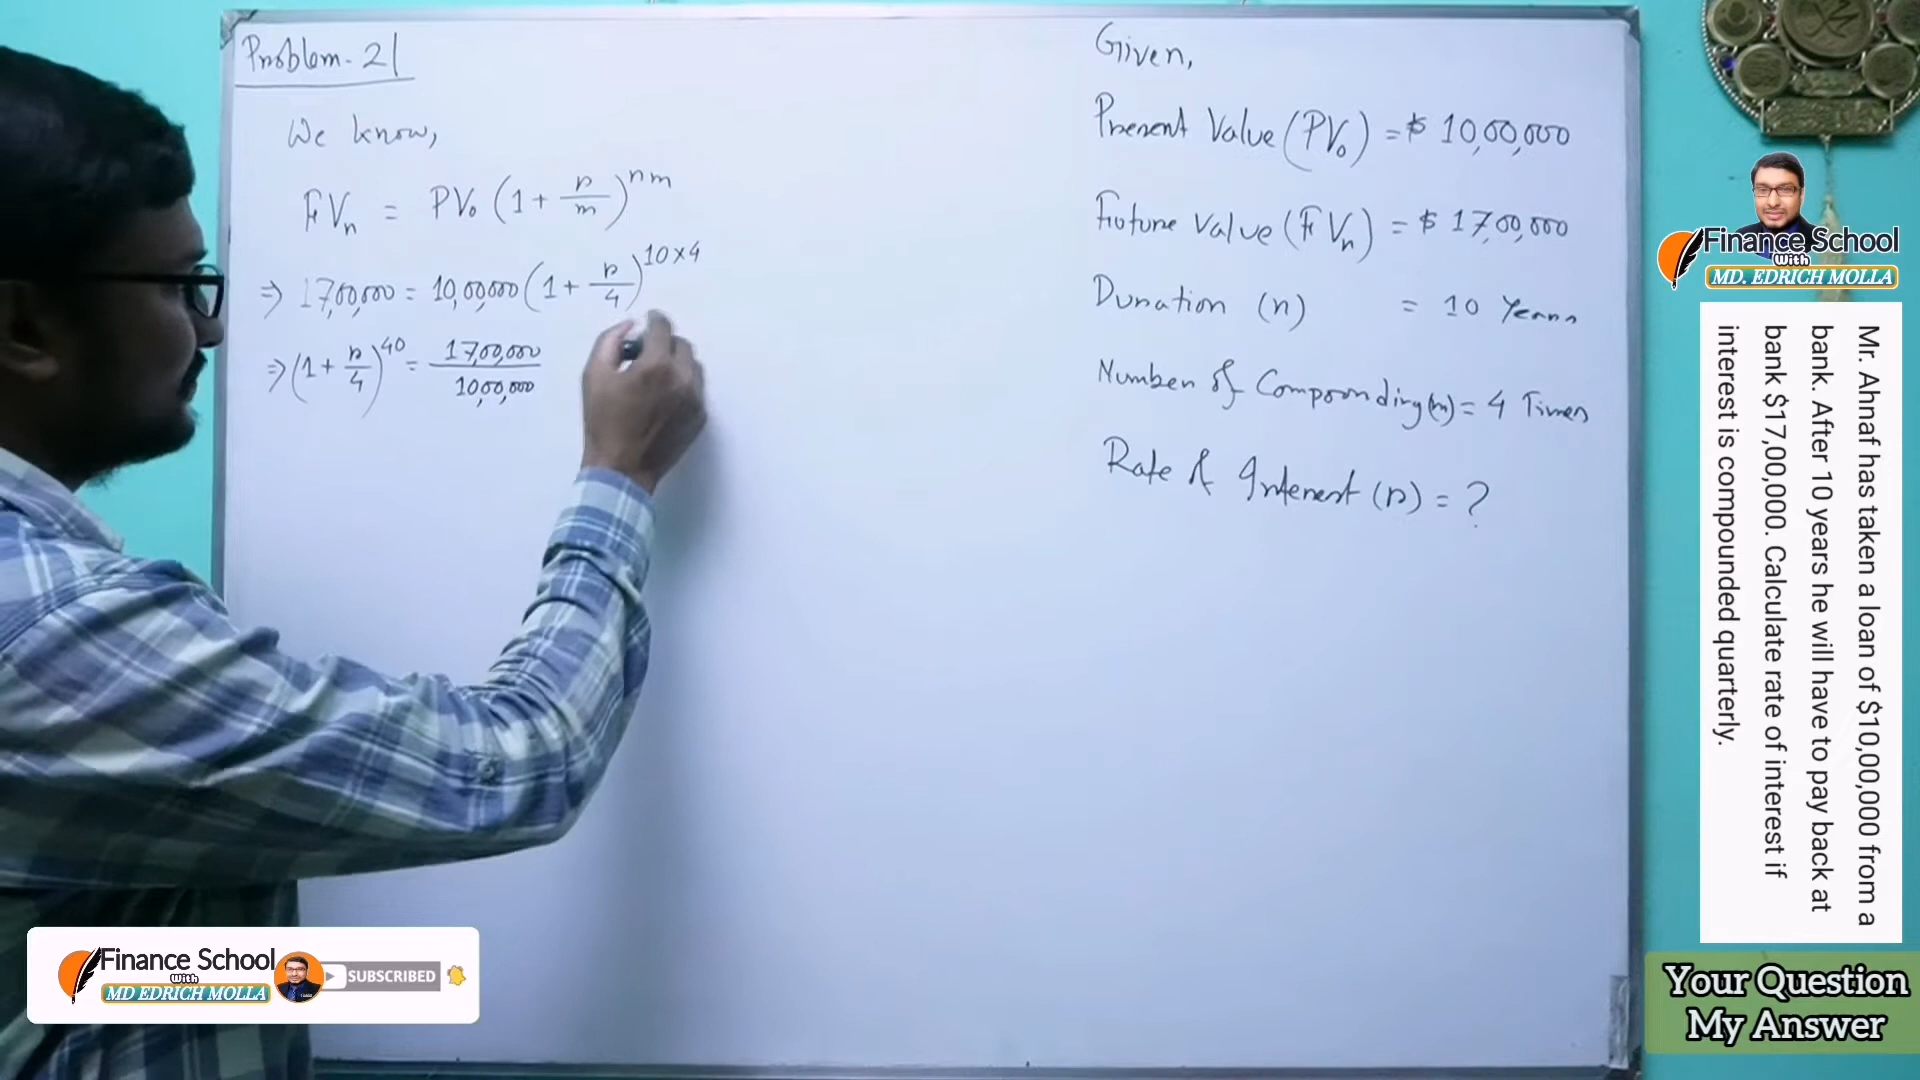 Problem-21
We know,
FVn = PV₀ (1 + r/m)^nm
⇒ 17,00,000 = 10,00,000 (1 + r/4)^10×4
⇒ (1 + r/4)^40 = 17,00,000/10,00,000
Given,
Present Value (PV₀) = $ 10,00,000
Future Value (FVn) = $ 17,00,000
Duration (n) = 10 Years
Number of Compounding (m) = 4 Times
Rate of Interest (r) = ?
Finance School
With
MD. EDRICH MOLLA
Mr. Ahnaf has taken a loan of $10,00,000 from a
bank. After 10 years he will have to pay back at
bank $17,00,000. Calculate rate of interest if
interest is compounded quarterly.
Finance School
With
MD EDRICH MOLLA
SUBSCRIBED
Your Question
My Answer